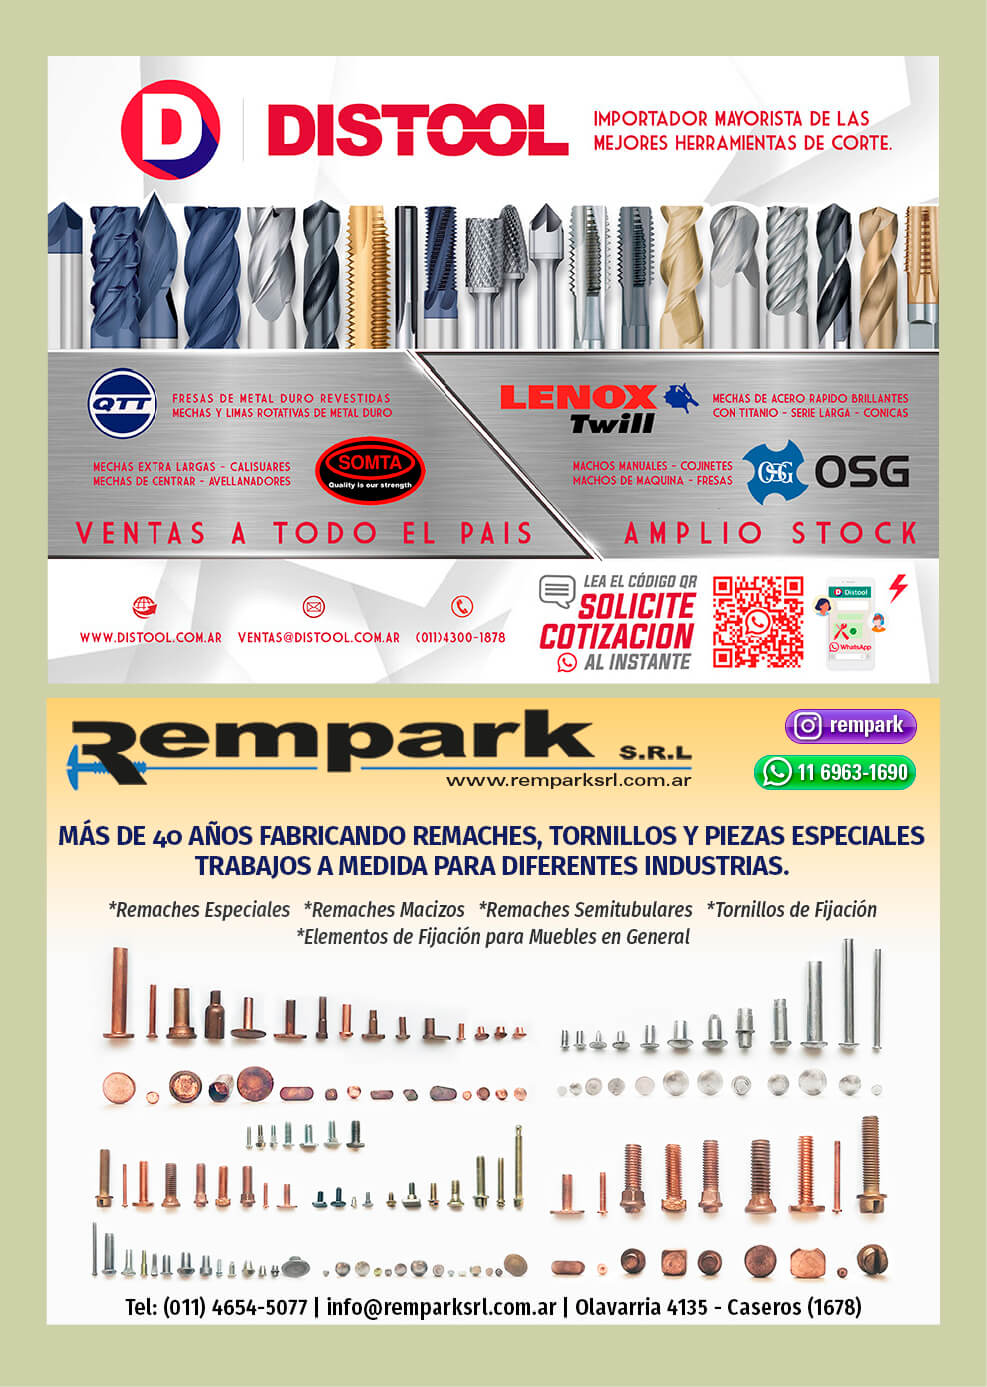 D
DISTOOL
IMPORTADOR MAYORISTA DE LAS
MEJORES HERRAMIENTAS DE CORTE.
QTT
FRESAS DE METAL DURO REVESTIDAS
MECHAS Y LIMAS ROTATIVAS DE METAL DURO
LENOX
Twill
MECHAS DE ACERO RAPIDO BRILLANTES
CON TITANIO - SERIE LARGA - CONICAS
MECHAS EXTRA LARGAS - CALISUARES
MECHAS DE CENTRAR - AVELLANADORES
SOMTA
Quality is our strength
MACHOS MANUALES - COJINETES
MACHOS DE MAQUINA - FRESAS
OSG
OSG
VENTAS A TODO EL PAIS
AMPLIO STOCK
WWW.DISTOOL.COM.AR
VENTAS@DISTOOL.COM.AR
(011)4300-1878
LEA EL CÓDIGO QR
SOLICITE
COTIZACION
AL INSTANTE
D Distool
WhatsApp
Rempark S.R.L
www.remparksrl.com.ar
rempark
11 6963-1690
MÁS DE 40 AÑOS FABRICANDO REMACHES, TORNILLOS Y PIEZAS ESPECIALES
TRABAJOS A MEDIDA PARA DIFERENTES INDUSTRIAS.
*Remaches Especiales *Remaches Macizos *Remaches Semitubulares *Tornillos de Fijación
*Elementos de Fijación para Muebles en General
Tel: (011) 4654-5077 | info@remparksrl.com.ar | Olavarria 4135 - Caseros (1678)